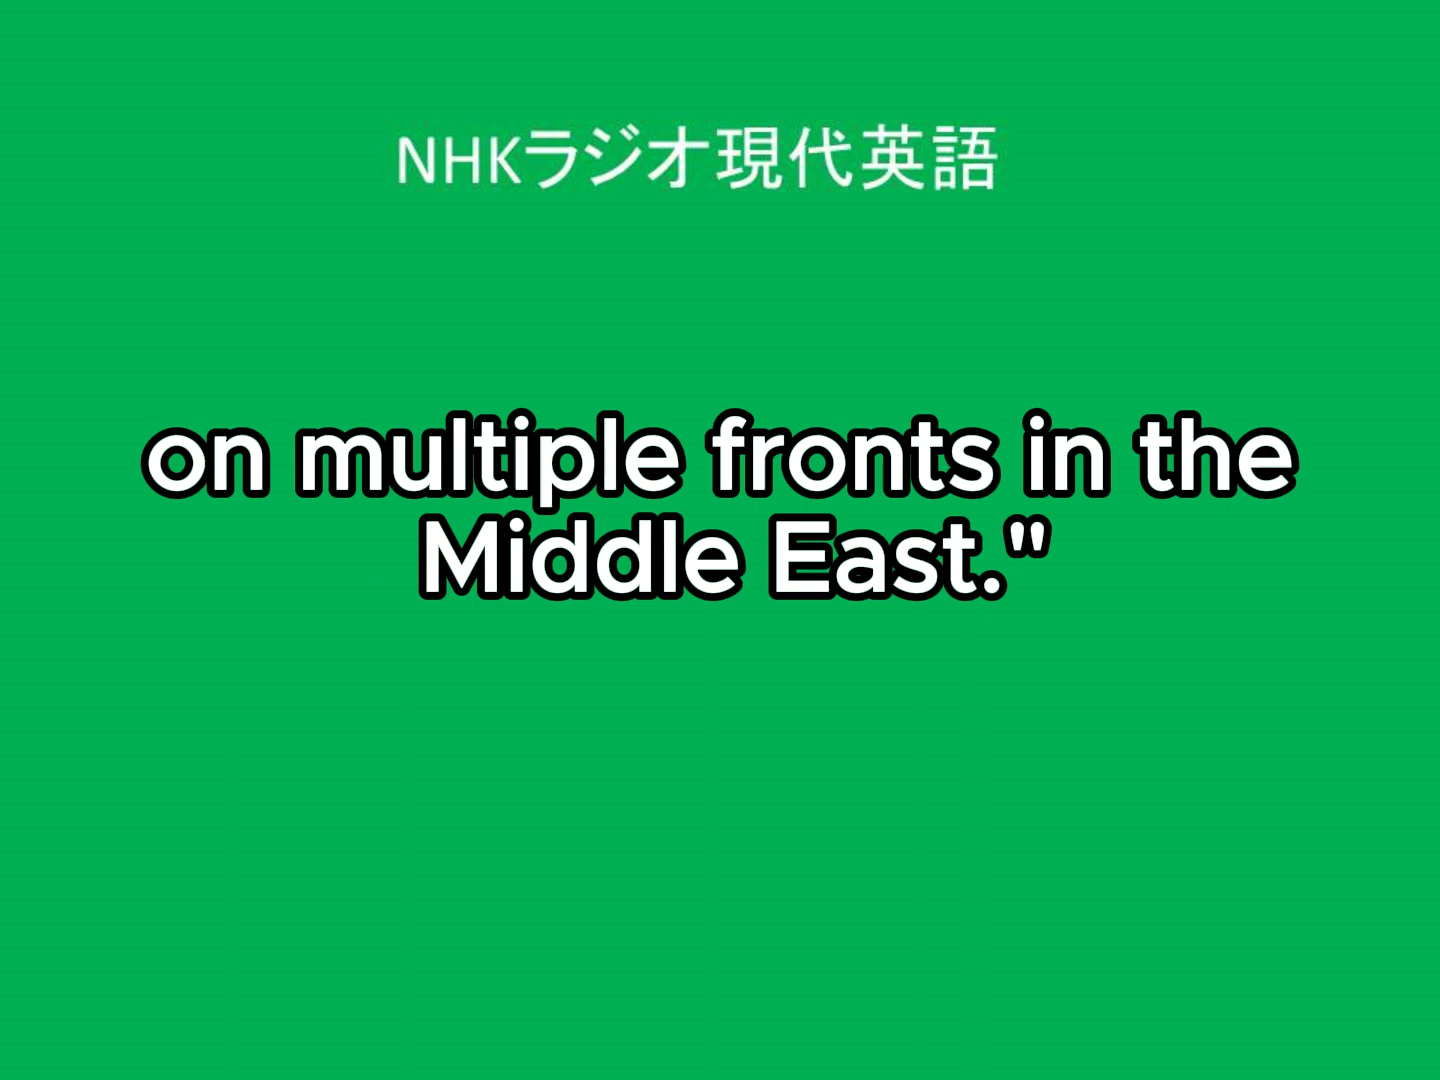 NHKラジオ現代英語
on multiple fronts in the
Middle East."